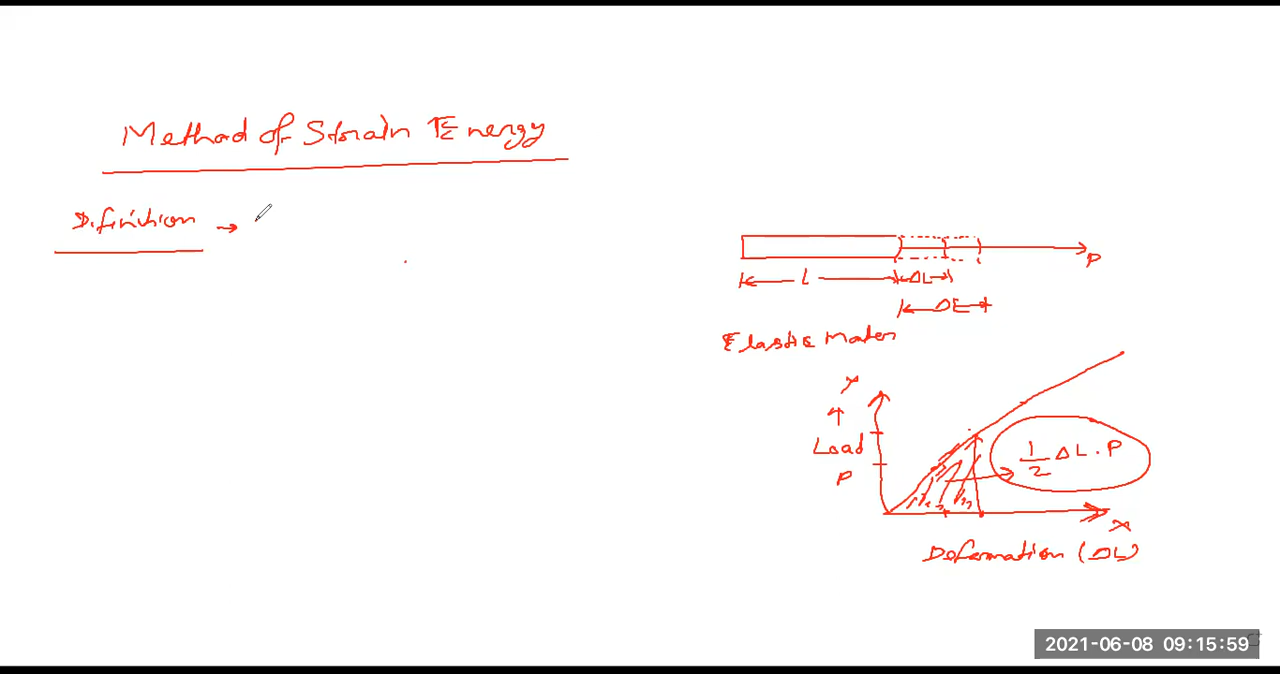 Method of Strain Energy
Difinition →
P
L
ΔL
ΔL
Elastic Mater
Y
Load
P
1/2 ΔL . P
X
Deformation (ΔL)
2021-06-08 09:15:59